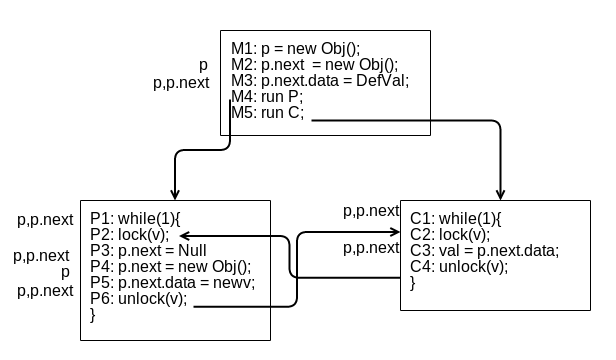 M1: p = new Obj();
p M2: p.next = new Obj();
p,p.next M3: p.next.data = DefVal;
M4: run P;
M5: run C;
p,p.next P1: while(1){
P2: lock(v);
p,p.next P3: p.next = Null
p P4: p.next = new Obj();
p,p.next P5: p.next.data = newv;
P6: unlock(v);
}
p,p.next C1: while(1){
C2: lock(v);
p,p.next C3: val = p.next.data;
C4: unlock(v);
}